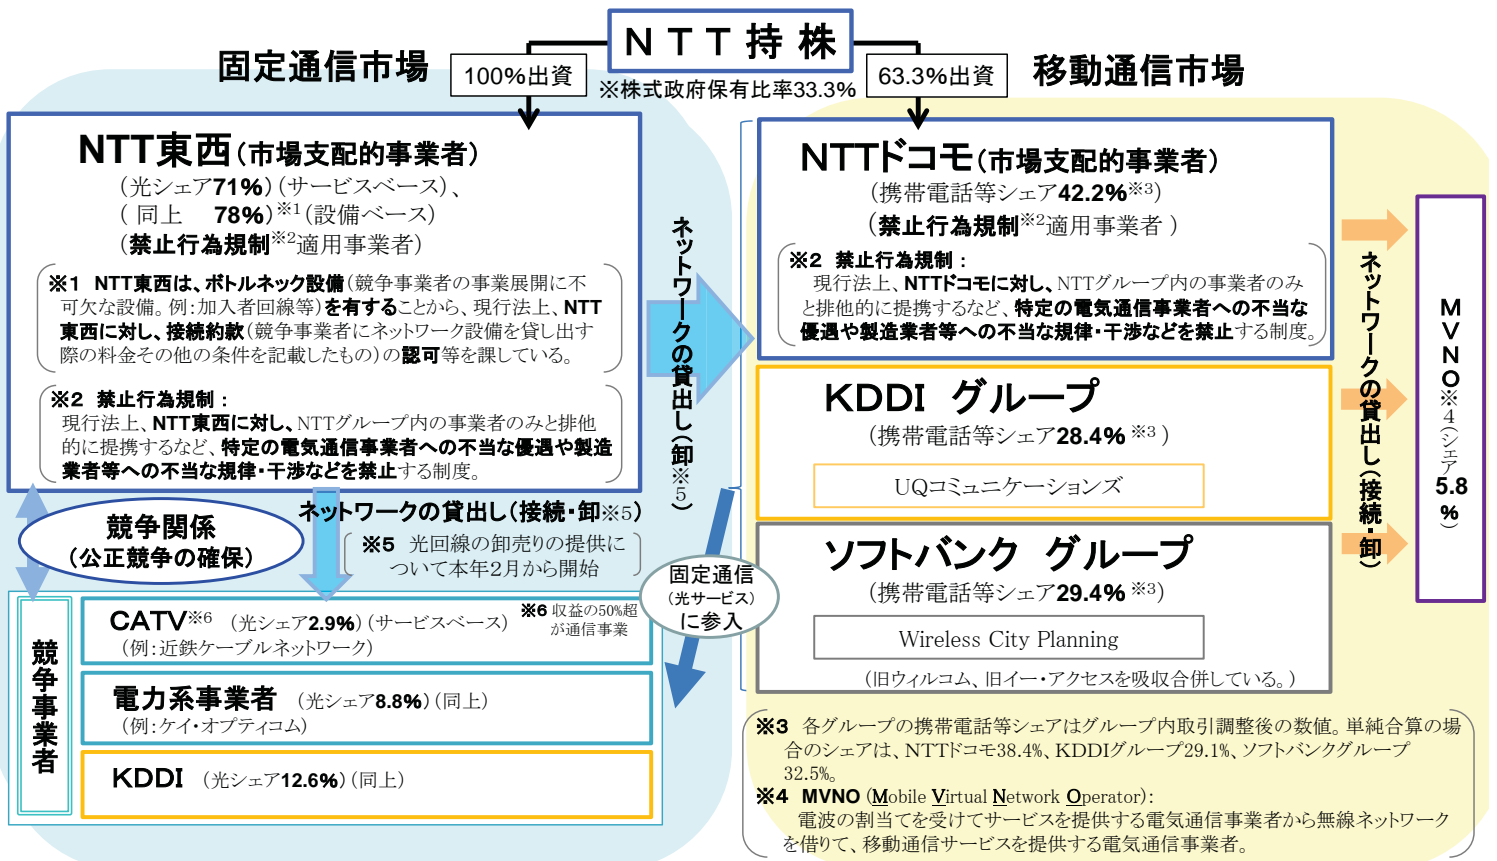 NTT持株
固定通信市場
100%出資
63.3%出資
移動通信市場
※株式政府保有比率33.3%
NTT東西(市場支配的事業者)
(光シェア71%)(サービスベース)、
(同上 78%)※1(設備ベース)
(禁止行為規制※2適用事業者)
※1 NTT東西は、ボトルネック設備(競争事業者の事業展開に不
可欠な設備。例:加入者回線等)を有することから、現行法上、NTT
東西に対し、接続約款(競争事業者にネットワーク設備を貸し出す
際の料金その他の条件を記載したもの)の認可等を課している。
※2 禁止行為規制:
現行法上、NTT東西に対し、NTTグループ内の事業者のみと排他
的に提携するなど、特定の電気通信事業者への不当な優遇や製造
業者等への不当な規律・干渉などを禁止する制度。
ネットワークの貸出し(卸※5)
競争関係
(公正競争の確保)
ネットワークの貸出し(接続・卸※5)
※5 光回線の卸売りの提供に
ついて本年2月から開始
固定通信
(光サービス)
に参入
競争事業者
CATV※6 (光シェア2.9%)(サービスベース)
(例:近鉄ケーブルネットワーク)
※6 収益の50%超
が通信事業
電力系事業者 (光シェア8.8%)(同上)
(例:ケイ・オプティコム)
KDDI (光シェア12.6%)(同上)
NTTドコモ(市場支配的事業者)
(携帯電話等シェア42.2%※3)
(禁止行為規制※2適用事業者)
※2 禁止行為規制:
現行法上、NTTドコモに対し、NTTグループ内の事業者のみ
と排他的に提携するなど、特定の電気通信事業者への不当な
優遇や製造業者等への不当な規律・干渉などを禁止する制度。
KDDI グループ
(携帯電話等シェア28.4%※3)
UQコミュニケーションズ
ソフトバンク グループ
(携帯電話等シェア29.4%※3)
Wireless City Planning
(旧ウィルコム、旧イー・アクセスを吸収合併している。)
ネットワークの貸出し(接続・卸)
MVNO※4(シェア5.8%)
※3 各グループの携帯電話等シェアはグループ内取引調整後の数値。単純合算の場
合のシェアは、NTTドコモ38.4%、KDDIグループ29.1%、ソフトバンクグループ
32.5%。
※4 MVNO (Mobile Virtual Network Operator):
電波の割当てを受けてサービスを提供する電気通信事業者から無線ネットワーク
を借りて、移動通信サービスを提供する電気通信事業者。